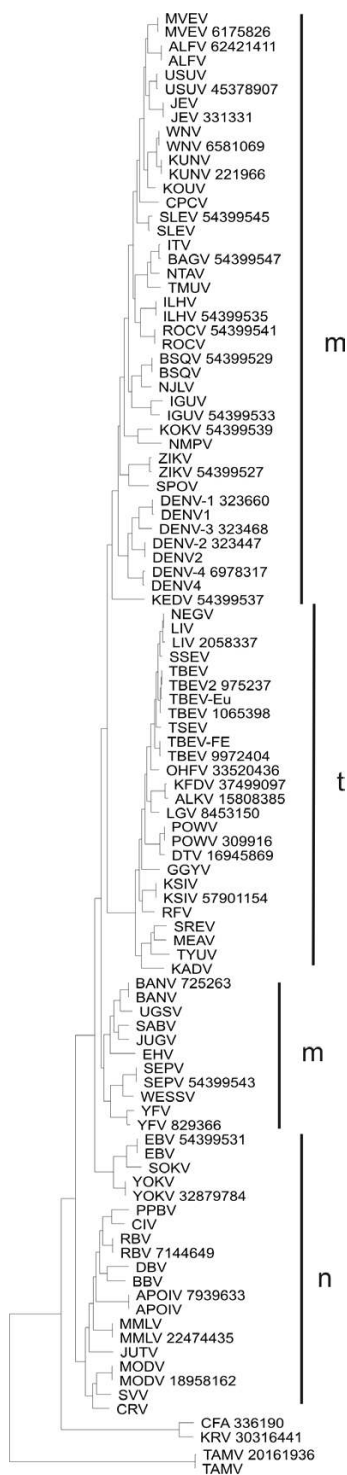 MVEV
MVEV 6175826
ALFV 62421411
ALFV
USUV
USUV 45378907
JEV
JEV 331331
WNV
WNV 6581069
KUNV
KUNV 221966
KOUV
CPCV
SLEV 54399545
SLEV
ITV
BAGV 54399547
NTAV
TMUV
ILHV
ILHV 54399535
ROCV 54399541
ROCV
m
BSQV 54399529
BSQV
NJLV
IGUV
IGUV 54399533
KOKV 54399539
NMPV
ZIKV
ZIKV 54399527
SPOV
DENV-1 323660
DENV1
DENV-3 323468
DENV-2 323447
DENV2
DENV-4 6978317
DENV4
KEDV 54399537
NEGV
LIV
LIV 2058337
SSEV
TBEV
TBEV2 975237
TBEV-Eu
TBEV 1065398
TSEV
TBEV-FE
TBEV 9972404
OHFV 33520436
KFDV 37499097
t
ALKV 15808385
LGV 8453150
POWV
POWV 309916
DTV 16945869
GGYV
KSIV
KSIV 57901154
RFV
SREV
MEAV
TYUV
KADV
BANV 725263
BANV
UGSV
SABV
JUGV
EHV
m
SEPV
SEPV 54399543
WESSV
YFV
YFV 829366
EBV 54399531
EBV
SOKV
YOKV
YOKV 32879784
PPBV
CIV
RBV
RBV 7144649
DBV
n
BBV
APOIV 7939633
APOIV
MMLV
MMLV 22474435
JUTV
MODV
MODV 18958162
SVV
CRV
CFA 336190
KRV 30316441
TAMV 20161936
TAMV